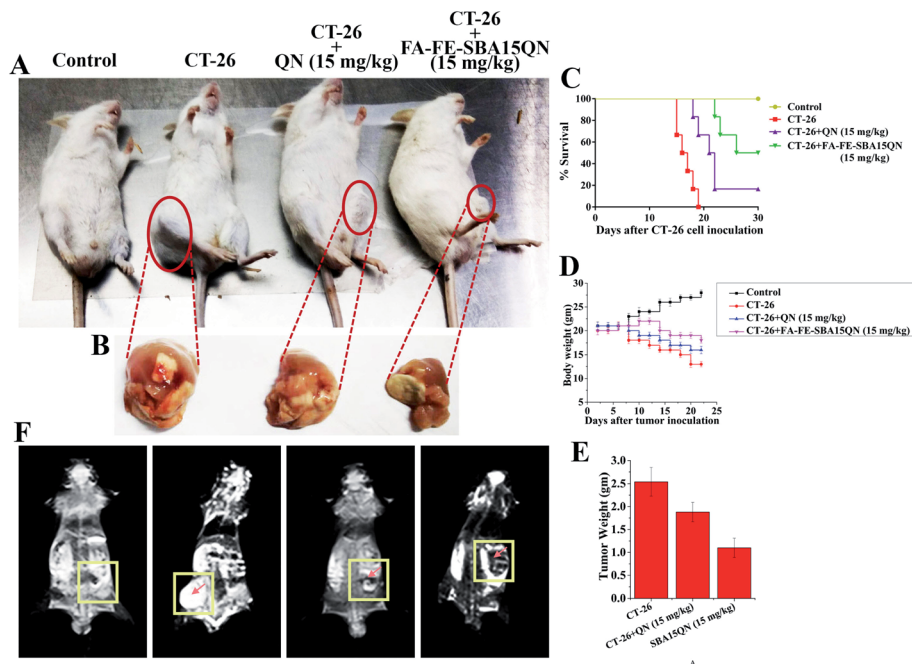 A
Control
CT-26
CT-26
+
QN (15 mg/kg)
CT-26
+
FA-FE-SBA15QN
(15 mg/kg)
B
C
% Survival
100
80
60
40
20
0
0
10
20
30
Days after CT-26 cell inoculation
Control
CT-26
CT-26+QN (15 mg/kg)
CT-26+FA-FE-SBA15QN
(15 mg/kg)
D
Body weight (gm)
30
25
20
15
10
5
0
5
10
15
20
25
Days after tumor inoculation
Control
CT-26
CT-26+QN (15 mg/kg)
CT-26+FA-FE-SBA15QN (15 mg/kg)
F
E
Tumor Weight (gm)
3.0
2.5
2.0
1.5
1.0
0.5
0.0
CT-26
CT-26+QN (15 mg/kg)
SBA15QN (15 mg/kg)